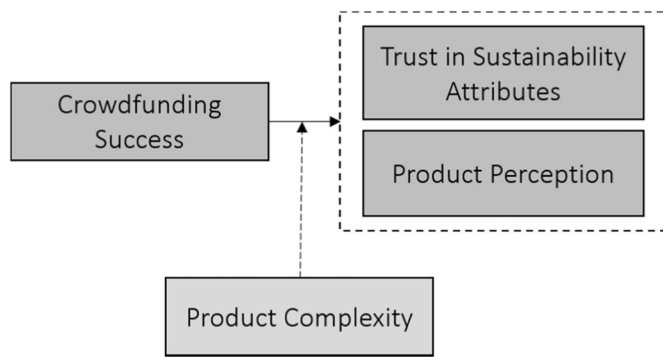 Crowdfunding
Success
Trust in Sustainability
Attributes
Product Perception
Product Complexity